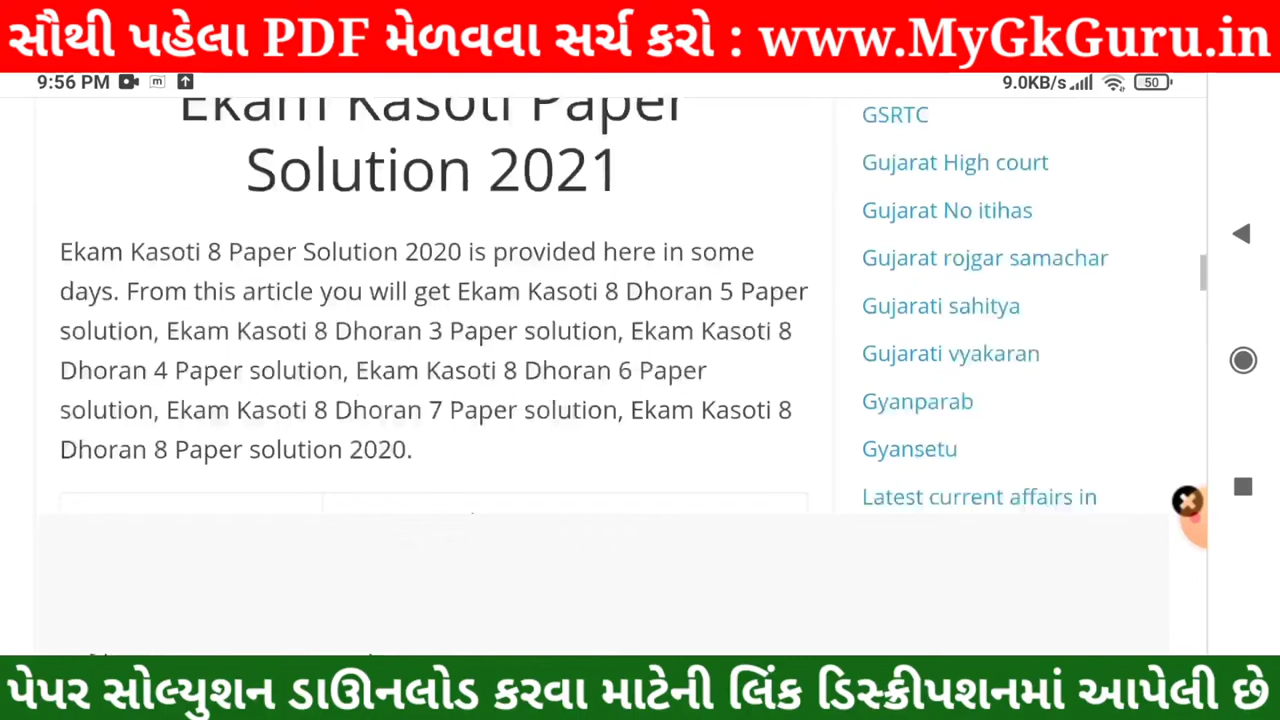 સૌથી પહેલા PDF મેળવવા સર્ચ કરો : www.MyGkGuru.in
9:56 PM
9.0KB/s
50
Ekam Kasoti Paper
Solution 2021
Ekam Kasoti 8 Paper Solution 2020 is provided here in some
days. From this article you will get Ekam Kasoti 8 Dhoran 5 Paper
solution, Ekam Kasoti 8 Dhoran 3 Paper solution, Ekam Kasoti 8
Dhoran 4 Paper solution, Ekam Kasoti 8 Dhoran 6 Paper
solution, Ekam Kasoti 8 Dhoran 7 Paper solution, Ekam Kasoti 8
Dhoran 8 Paper solution 2020.
GSRTC
Gujarat High court
Gujarat No itihas
Gujarat rojgar samachar
Gujarati sahitya
Gujarati vyakaran
Gyanparab
Gyansetu
Latest current affairs in
પેપર સોલ્યુશન ડાઊનલોડ કરવા માટેની લિંક ડિસ્ક્રીપશનમાં આપેલી છે